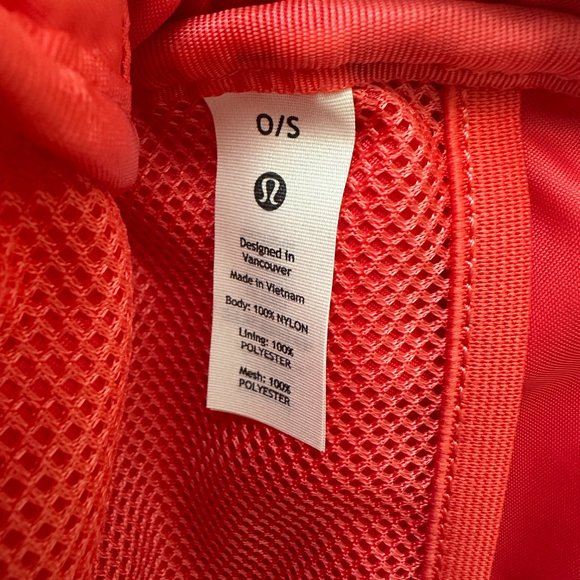 O/S
Designed in
Vancouver
Made in Vietnam
Body: 100% NYLON
Lining: 100%
POLYESTER
Mesh: 100%
POLYESTER